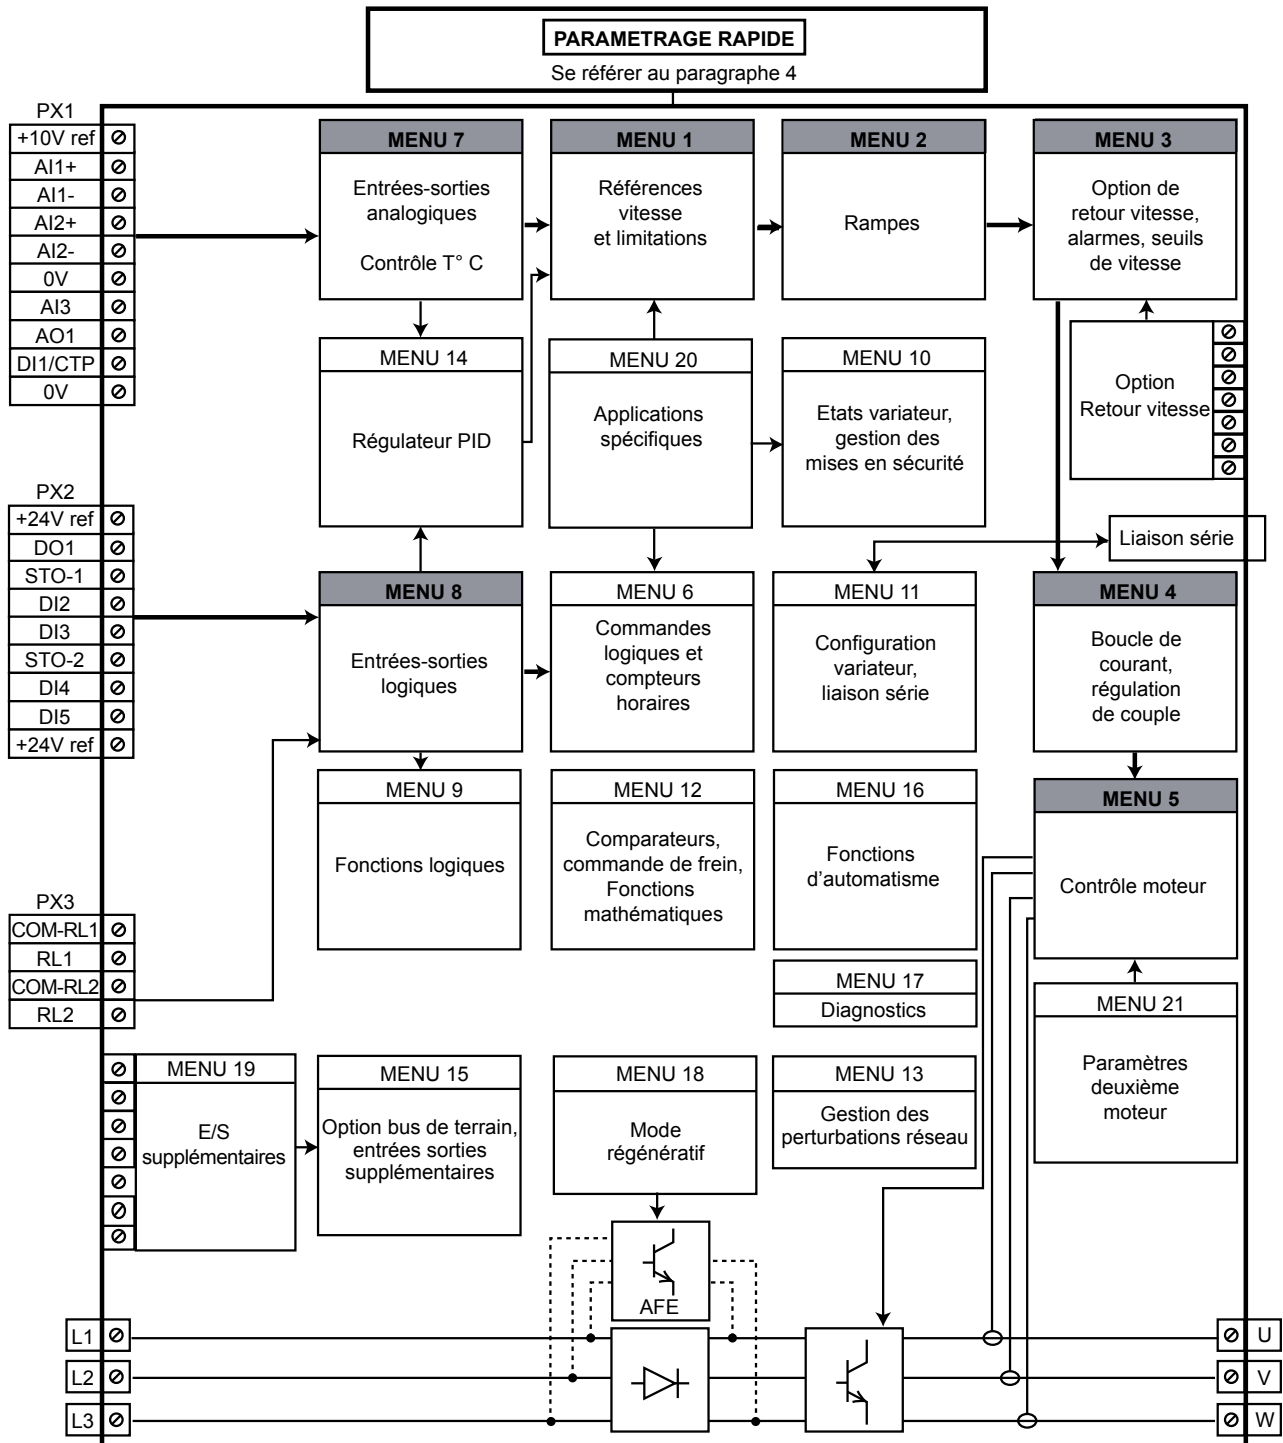 PARAMETRAGE RAPIDE
Se référer au paragraphe 4
PX1
+10V ref
AI1+
AI1-
AI2+
AI2-
0V
AI3
AO1
DI1/CTP
0V
MENU 7
Entrées-sorties
analogiques
Contrôle T° C
MENU 1
Références
vitesse
et limitations
MENU 2
Rampes
MENU 3
Option de
retour vitesse,
alarmes, seuils
de vitesse
MENU 14
Régulateur PID
MENU 20
Applications
spécifiques
MENU 10
Etats variateur,
gestion des
mises en sécurité
Option
Retour vitesse
PX2
+24V ref
DO1
STO-1
DI2
DI3
STO-2
DI4
DI5
+24V ref
Liaison série
MENU 8
Entrées-sorties
logiques
MENU 6
Commandes
logiques et
compteurs
horaires
MENU 11
Configuration
variateur,
liaison série
MENU 4
Boucle de
courant,
régulation
de couple
MENU 9
Fonctions logiques
MENU 12
Comparateurs,
commande de frein,
Fonctions
mathématiques
MENU 16
Fonctions
d'automatisme
MENU 5
Contrôle moteur
PX3
COM-RL1
RL1
COM-RL2
RL2
MENU 17
Diagnostics
MENU 21
Paramètres
deuxième
moteur
MENU 19
E/S
supplémentaires
MENU 15
Option bus de terrain,
entrées sorties
supplémentaires
MENU 18
Mode
régénératif
MENU 13
Gestion des
perturbations réseau
AFE
L1
U
L2
V
L3
W